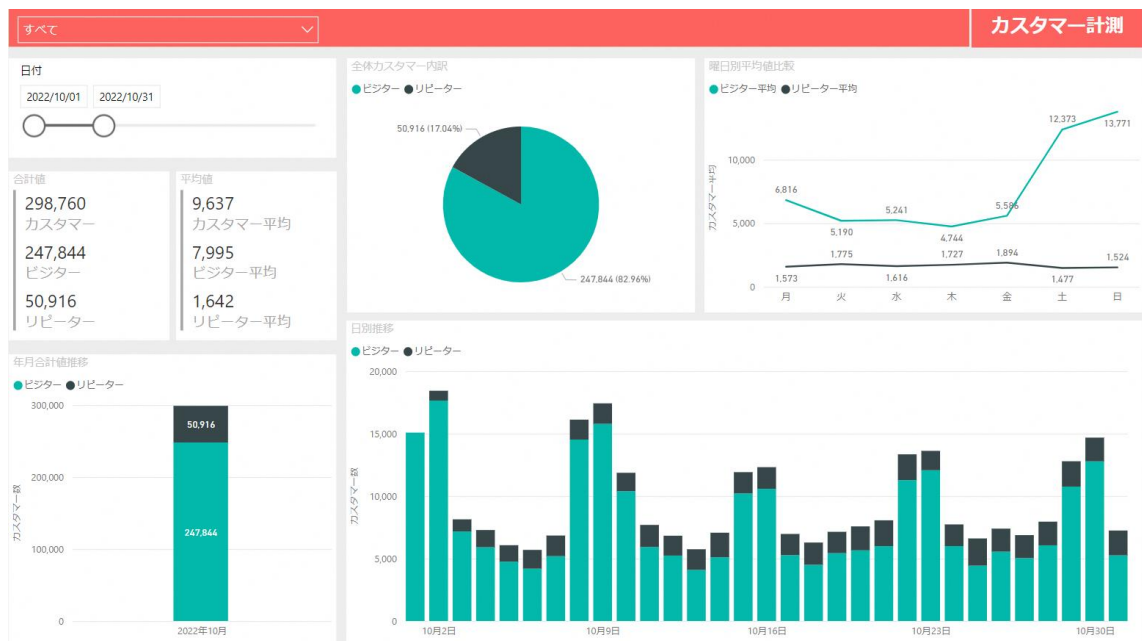 すべて
カスタマー計測
日付
2022/10/01 2022/10/31
合計値
298,760
カスタマー
247,844
ビジター
50,916
リピーター
平均値
9,637
カスタマー平均
7,995
ビジター平均
1,642
リピーター平均
年月合計値推移
ビジター リピーター
カスタマー数
300,000
200,000
100,000
0
50,916
247,844
2022年10月
全体カスタマー内訳
ビジター リピーター
50,916 (17.04%)
247,844 (82.96%)
曜日別平均値比較
ビジター平均 リピーター平均
カスタマー平均
10,000
5,000
0
6,816
5,190
5,241
4,744
5,586
12,373
13,771
1,573
1,775
1,616
1,727
1,894
1,477
1,524
月 火 水 木 金 土 日
日別推移
ビジター リピーター
カスタマー数
20,000
15,000
10,000
5,000
0
10月2日 10月9日 10月16日 10月23日 10月30日